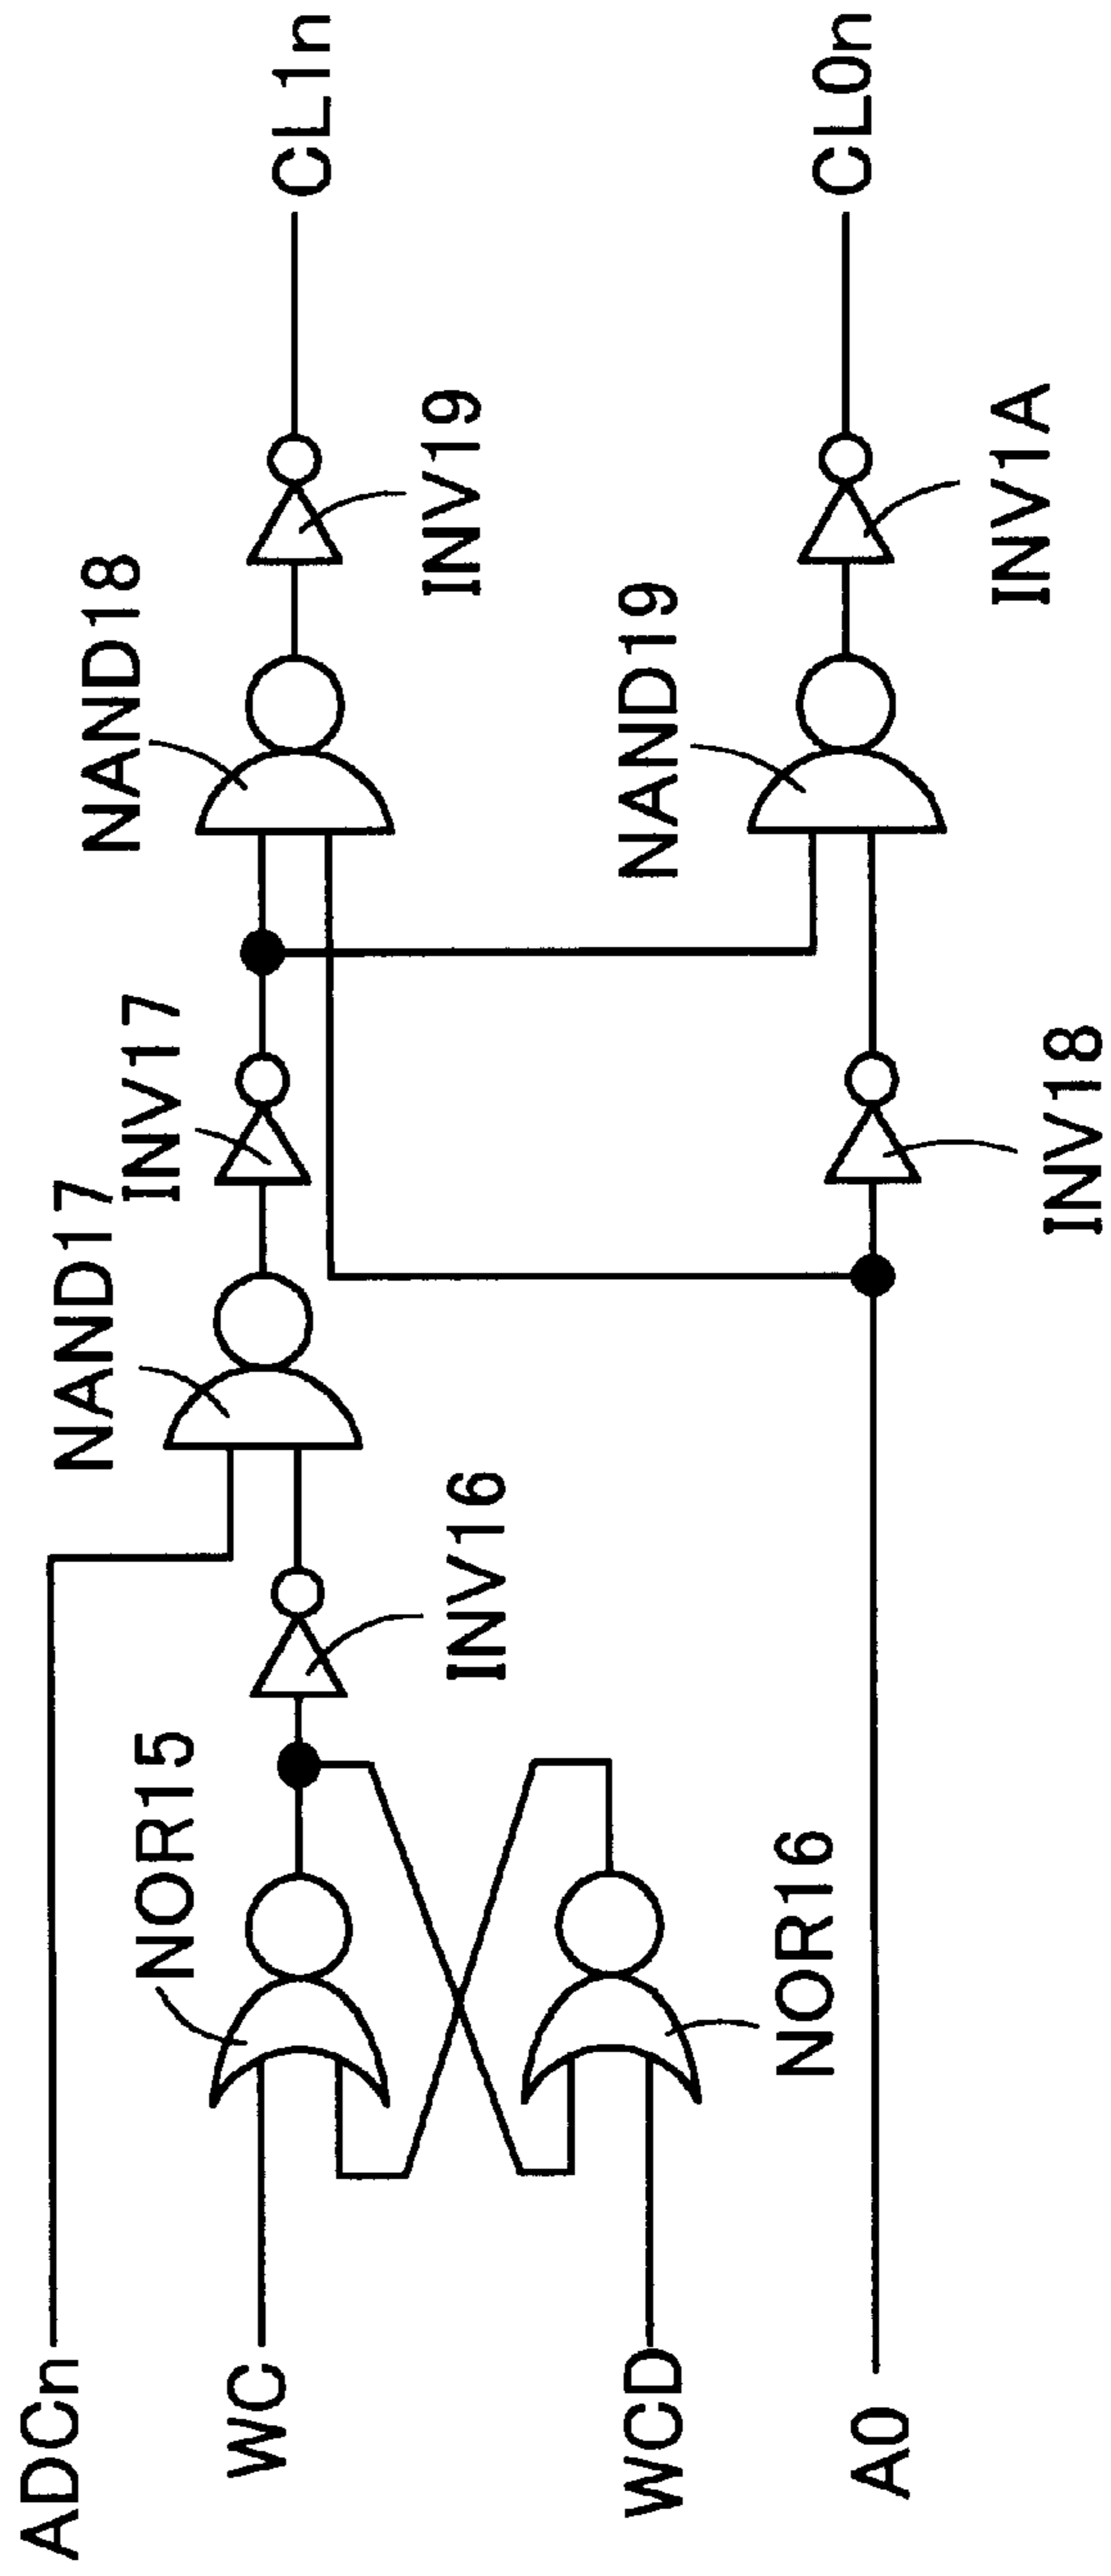 ADCn
WC
WCD
A0
NOR15
NOR16
INV16
NAND17
INV17
INV18
NAND18
NAND19
INV19
INV1A
CL1n
CL0n